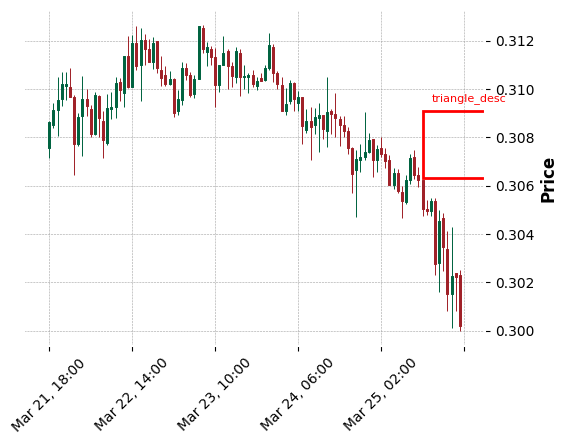 0.312
0.310
triangle_desc
0.308
0.306
0.304
0.302
0.300
Price
Mar 21, 18:00
Mar 22, 14:00
Mar 23, 10:00
Mar 24, 06:00
Mar 25, 02:00